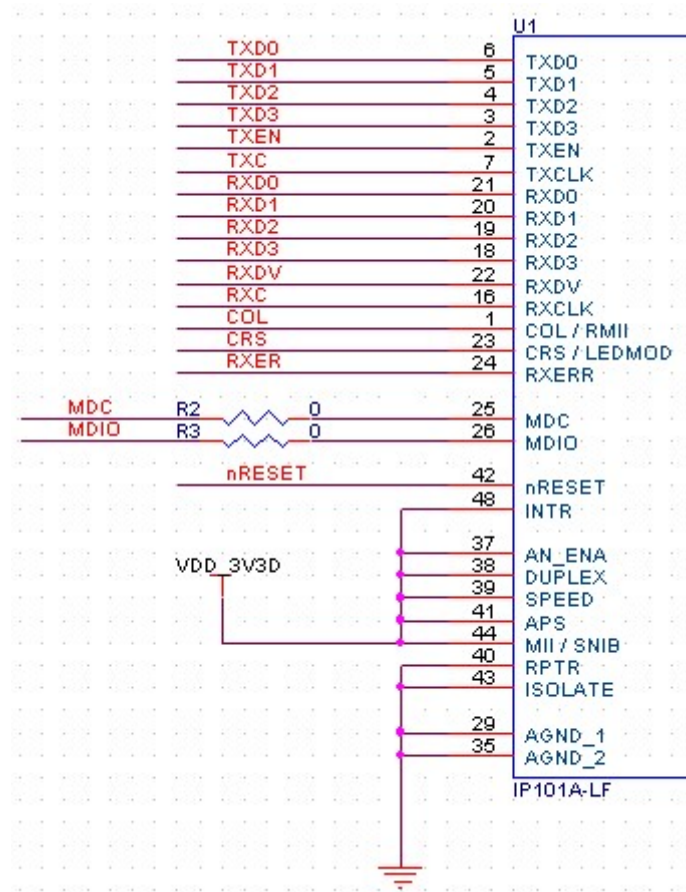 U1
TXD0 6 TXD0
TXD1 5 TXD1
TXD2 4 TXD2
TXD3 3 TXD3
TXEN 2 TXEN
TXC 7 TXCLK
RXD0 21 RXD0
RXD1 20 RXD1
RXD2 19 RXD2
RXD3 18 RXD3
RXDV 22 RXDV
RXC 16 RXCLK
COL 1 COL / RMII
CRS 23 CRS / LEDMOD
RXER 24 RXERR
MDC R2 0 25 MDC
MDIO R3 0 26 MDIO
nRESET 42 nRESET
48 INTR
37 AN_ENA
VDD_3V3D 38 DUPLEX
39 SPEED
41 APS
44 MII / SNIB
40 RPTR
43 ISOLATE
29 AGND_1
35 AGND_2
IP101A-LF